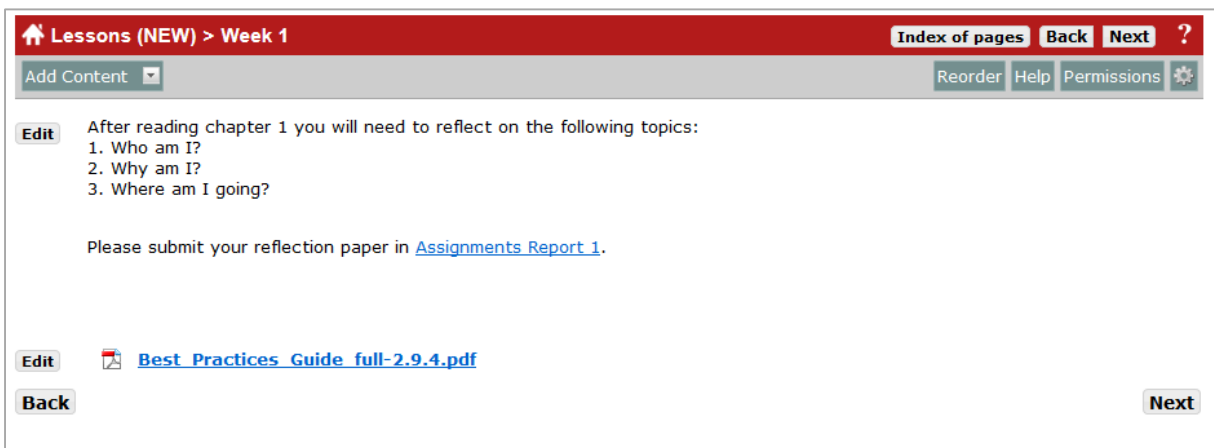 Lessons (NEW) > Week 1 Index of pages Back Next ?
Add Content Reorder Help Permissions
Edit After reading chapter 1 you will need to reflect on the following topics:
1. Who am I?
2. Why am I?
3. Where am I going?
Please submit your reflection paper in Assignments Report 1.
Edit Best_Practices_Guide_full-2.9.4.pdf
Back Next